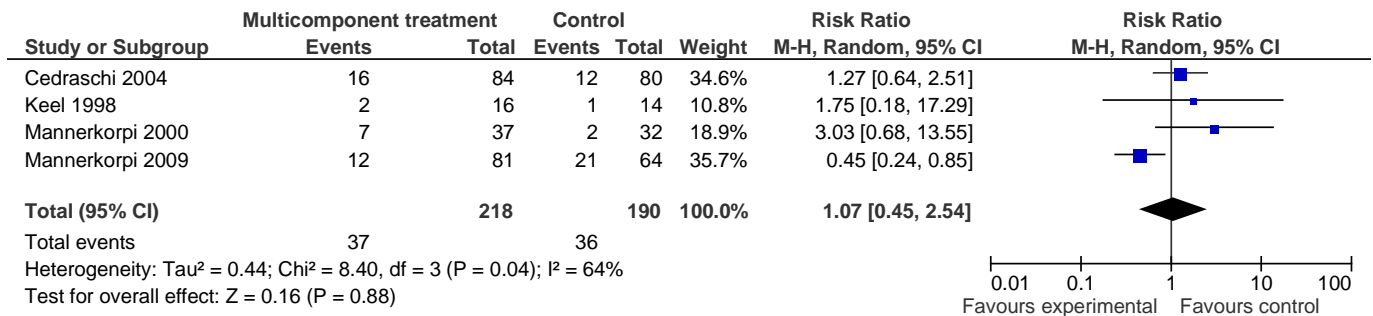 Multicomponent treatment Control Risk Ratio Risk Ratio
Study or Subgroup Events Total Events Total Weight M-H, Random, 95% CI M-H, Random, 95% CI
Cedraschi 2004 16 84 12 80 34.6% 1.27 [0.64, 2.51]
Keel 1998 2 16 1 14 10.8% 1.75 [0.18, 17.29]
Mannerkorpi 2000 7 37 2 32 18.9% 3.03 [0.68, 13.55]
Mannerkorpi 2009 12 81 21 64 35.7% 0.45 [0.24, 0.85]
Total (95% CI) 218 190 100.0% 1.07 [0.45, 2.54]
Total events 37 36
Heterogeneity: Tau² = 0.44; Chi² = 8.40, df = 3 (P = 0.04); I² = 64%
Test for overall effect: Z = 0.16 (P = 0.88)
0.01 0.1 1 10 100
Favours experimental Favours control